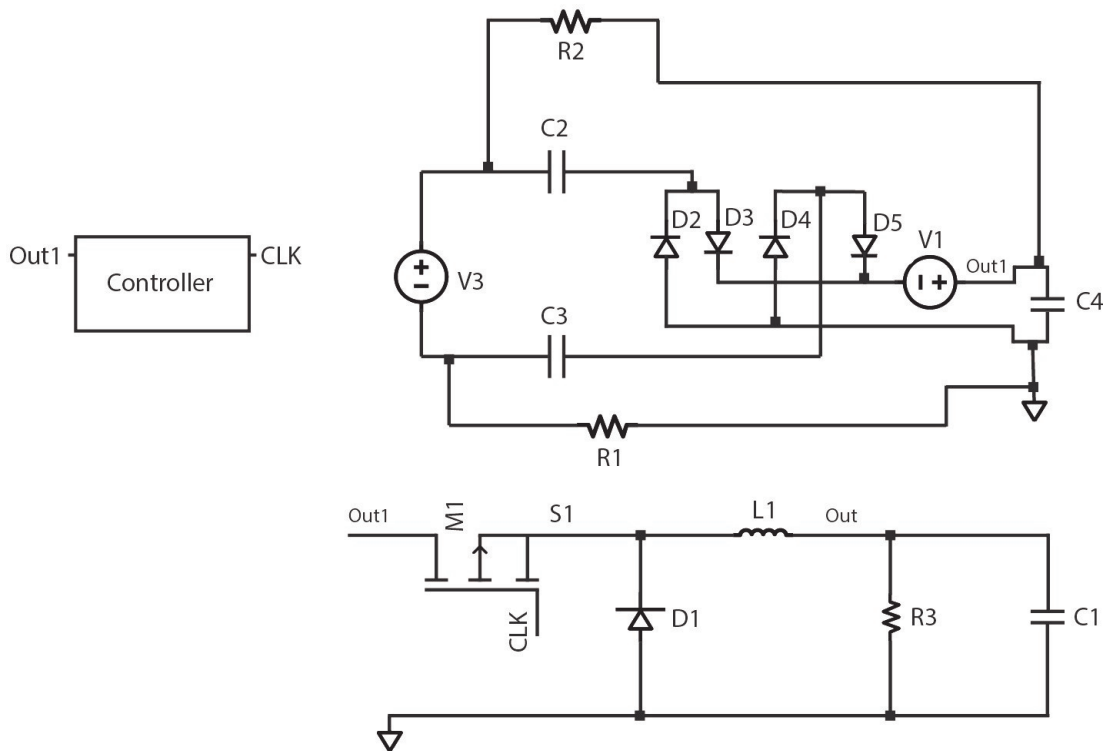 R2
C2
D2
D3
D4
D5
V1
Out1
Out1
Controller
CLK
V3
C4
C3
R1
Out1
M1
S1
L1
Out
CLK
D1
R3
C1